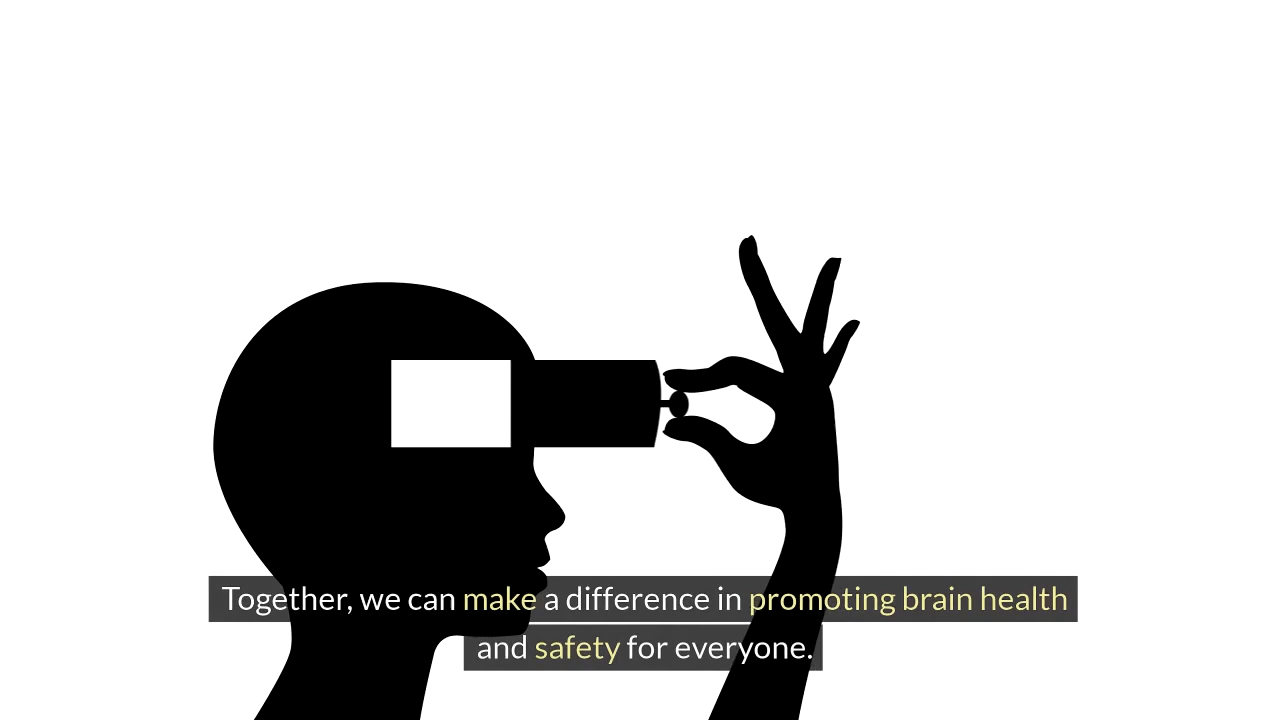 Together, we can make a difference in promoting brain health
and safety for everyone.